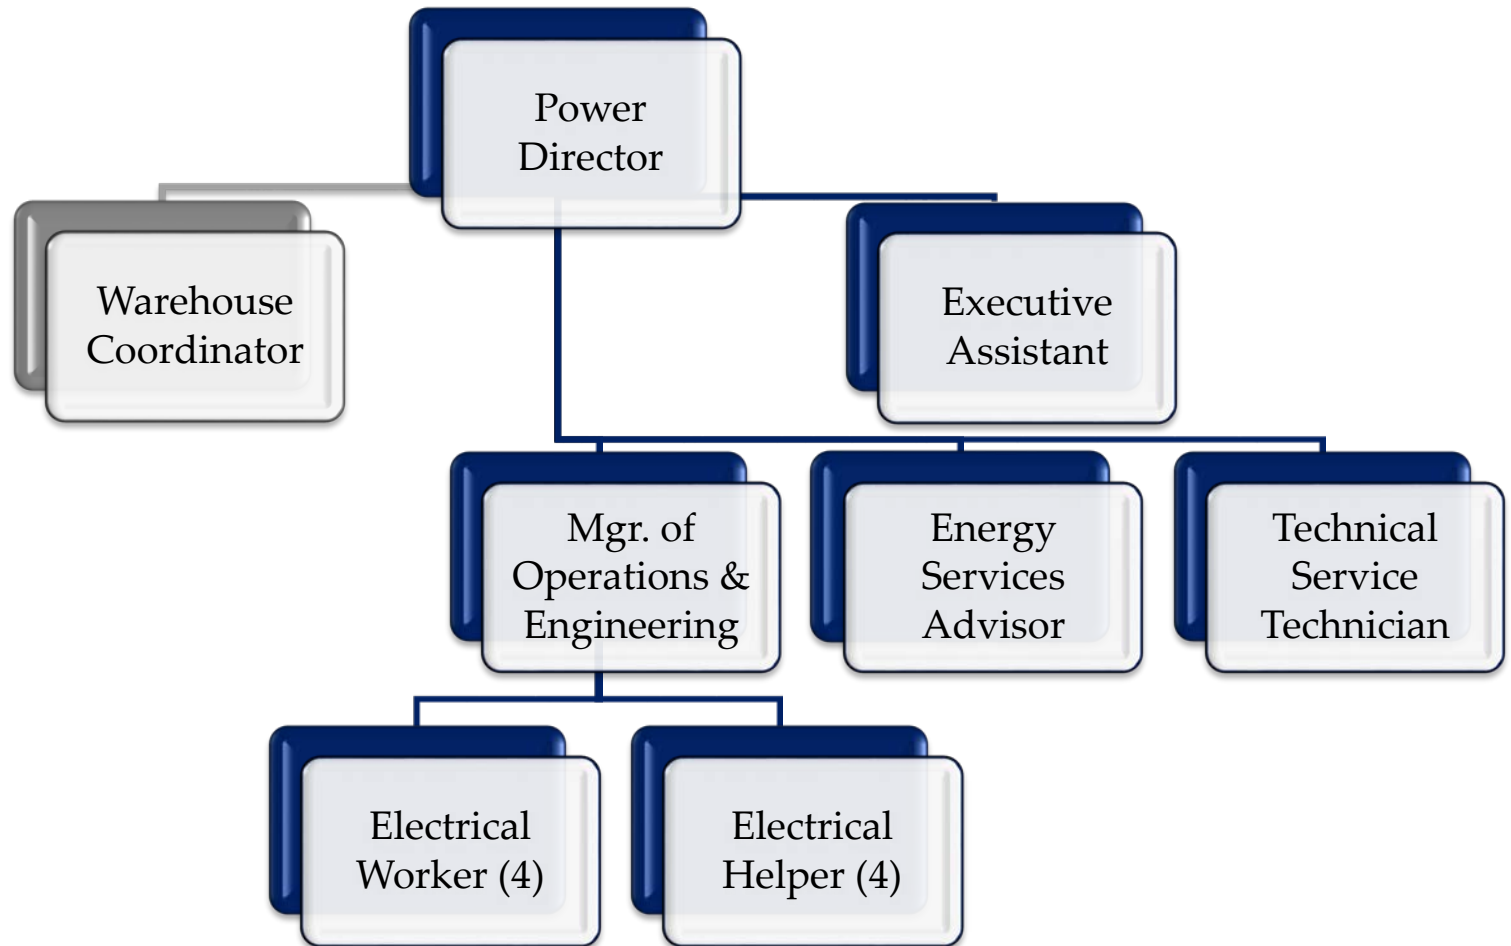 Power
Director
Warehouse
Coordinator
Executive
Assistant
Mgr. of
Operations &
Engineering
Energy
Services
Advisor
Technical
Service
Technician
Electrical
Worker (4)
Electrical
Helper (4)